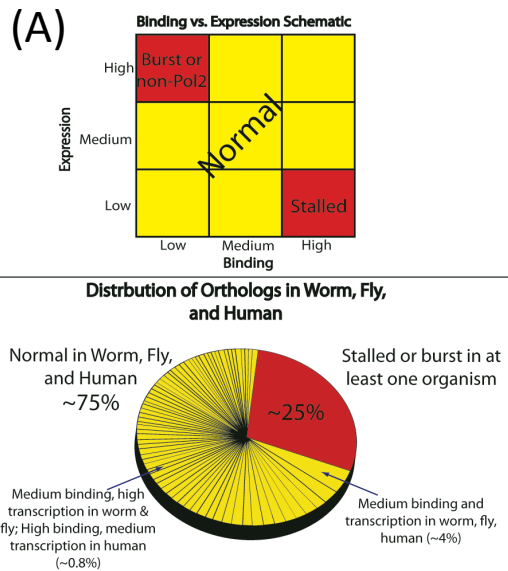 (A)
Binding vs. Expression Schematic
High
Burst or
non-Pol2
Medium
Normal
Expression
Low
Stalled
Low Medium High
Binding
Distrbution of Orthologs in Worm, Fly,
and Human
Normal in Worm, Fly,
and Human
~75%
Stalled or burst in at
least one organism
~25%
Medium binding, high
transcription in worm &
fly; High binding, medium
transcription in human
(~0.8%)
Medium binding and
transcription in worm, fly,
human (~4%)